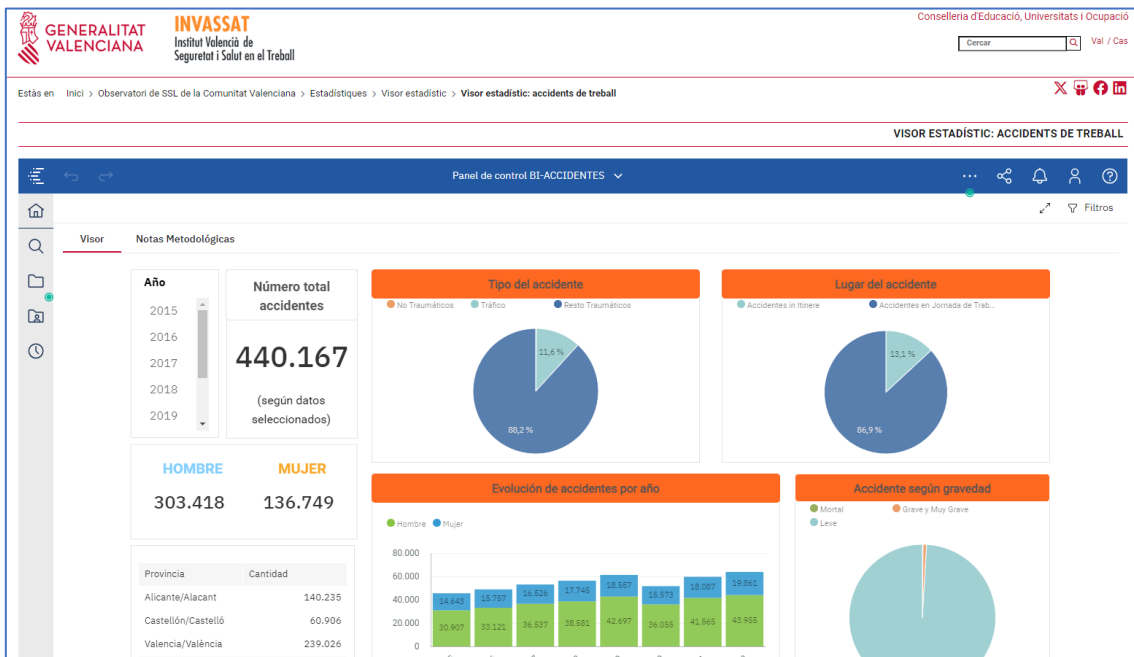 GENERALITAT
VALENCIANA
INVASSAT
Institut Valencià de
Seguretat i Salut en el Treball
Conselleria d'Educació, Universitats i Ocupació
Cercar
Val / Cas
Estàs en Inici > Observatori de SSL de la Comunitat Valenciana > Estadístiques > Visor estadístic > Visor estadístic: accidents de treball
VISOR ESTADÍSTIC: ACCIDENTS DE TREBALL
Panel de control BI-ACCIDENTES
Filtros
Visor Notas Metodológicas
Año
2015
2016
2017
2018
2019
Número total
accidentes
440.167
(según datos
seleccionados)
Tipo del accidente
No Traumáticos Tráfico Resto Traumáticos
11,6 %
88,2 %
Lugar del accidente
Accidentes in Itinere Accidentes en Jornada de Trab...
13,1 %
86,9 %
HOMBRE MUJER
303.418 136.749
Provincia Cantidad
Alicante/Alacant 140.235
Castellón/Castelló 60.906
Valencia/València 239.026
Evolución de accidentes por año
Hombre Mujer
80.000
60.000
40.000
20.000
0
14.643 15.787 16.526 17.745 18.557 15.573 18.087 19.861
30.907 33.121 36.537 38.581 42.697 36.055 41.565 43.955
Accidente según gravedad
Mortal Grave y Muy Grave
Leve